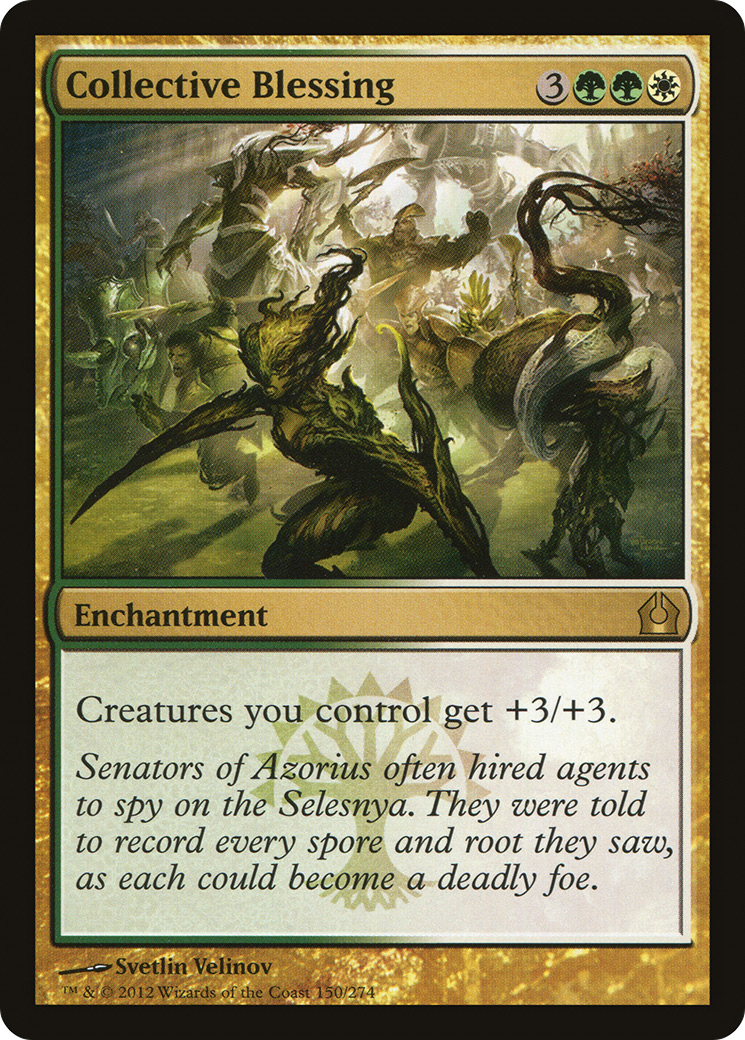 Collective Blessing 3
Enchantment
Creatures you control get +3/+3.
Senators of Azorius often hired agents
to spy on the Selesnya. They were told
to record every spore and root they saw,
as each could become a deadly foe.
Svetlin Velinov
™ & © 2012 Wizards of the Coast 150/274